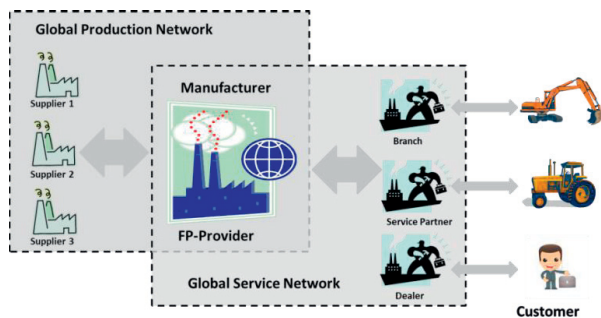 Global Production Network
Supplier 1
Supplier 2
Supplier 3
Manufacturer
FP-Provider
Global Service Network
Branch
Service Partner
Dealer
Customer